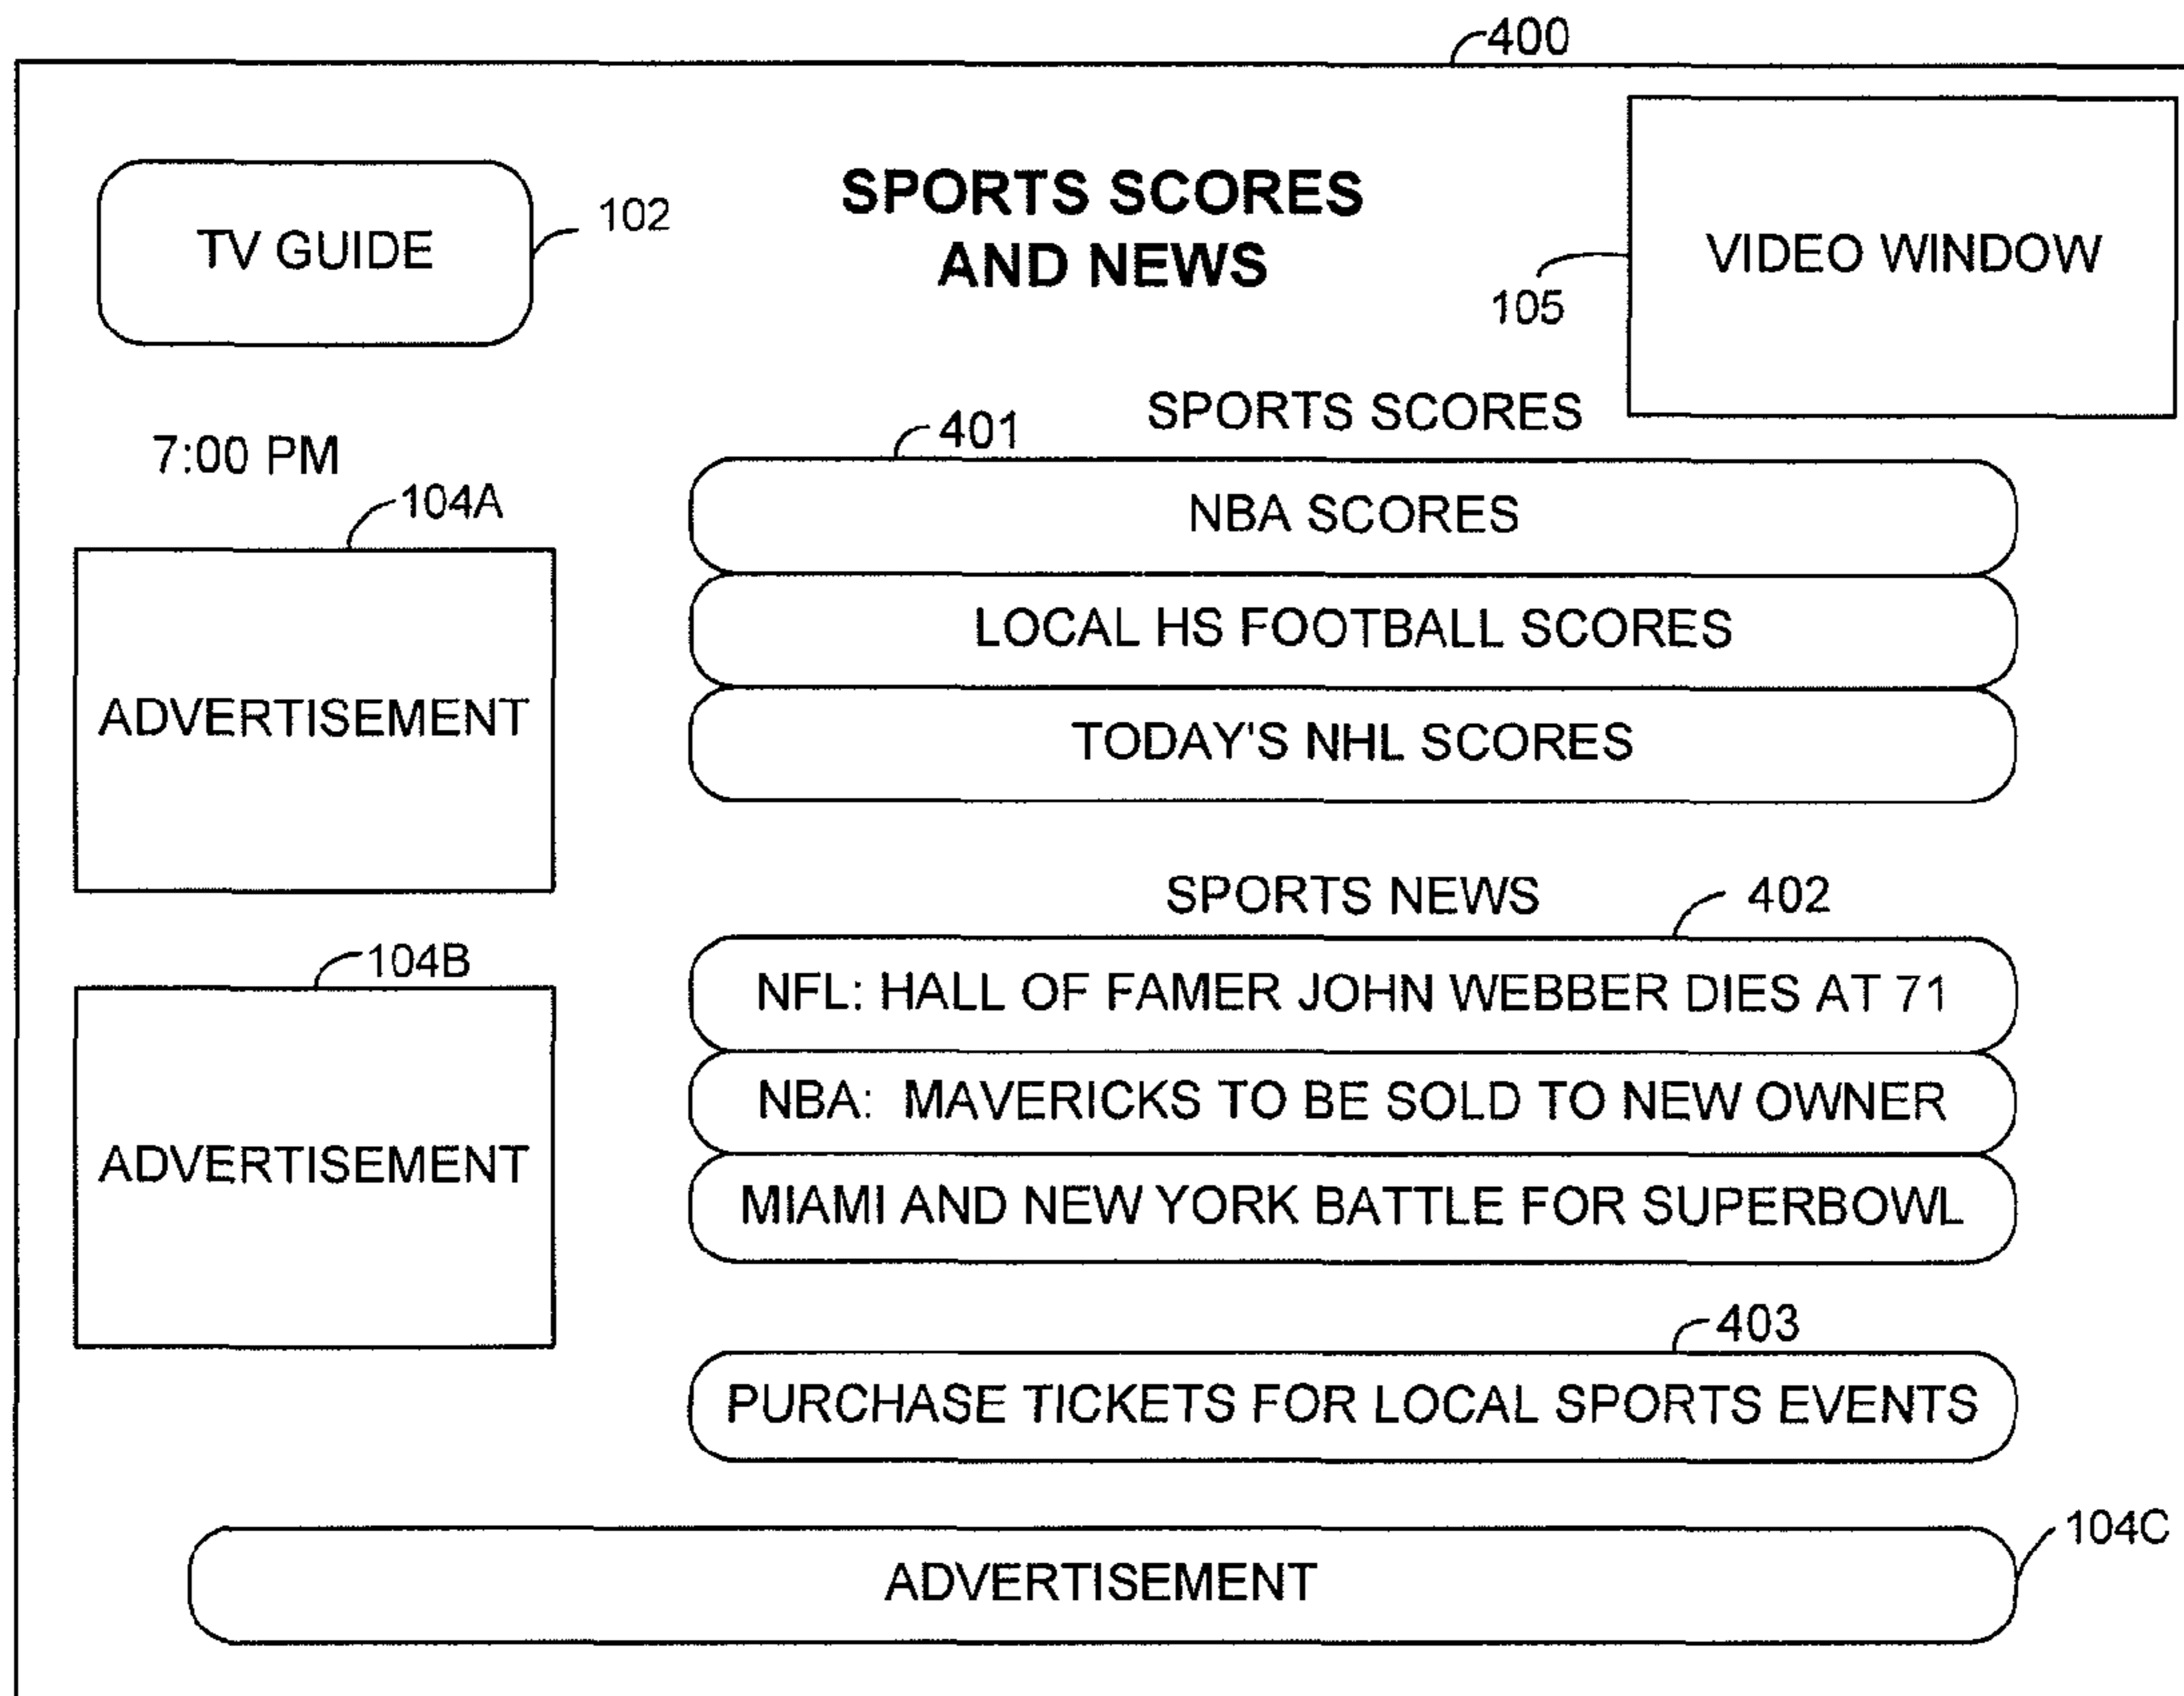 400
TV GUIDE
102
SPORTS SCORES
AND NEWS
VIDEO WINDOW
105
7:00 PM
SPORTS SCORES
401
NBA SCORES
LOCAL HS FOOTBALL SCORES
TODAY'S NHL SCORES
104A
ADVERTISEMENT
SPORTS NEWS
402
NFL: HALL OF FAMER JOHN WEBBER DIES AT 71
NBA: MAVERICKS TO BE SOLD TO NEW OWNER
MIAMI AND NEW YORK BATTLE FOR SUPERBOWL
104B
ADVERTISEMENT
403
PURCHASE TICKETS FOR LOCAL SPORTS EVENTS
104C
ADVERTISEMENT